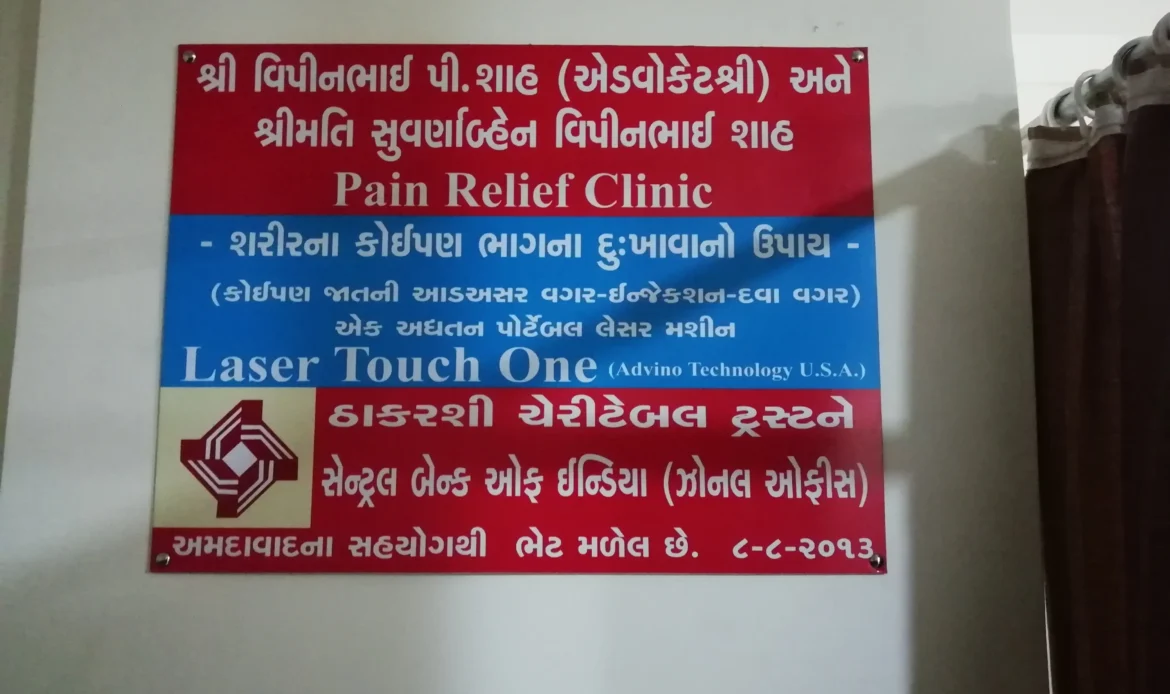 શ્રી વિપીનભાઈ પી.શાહ (એડવોકેટશ્રી) અને
શ્રીમતિ સુવર્ણાબ્હેન વિપીનભાઈ શાહ
Pain Relief Clinic
- શરીરના કોઈપણ ભાગના દુઃખાવાનો ઉપાય -
(કોઈપણ જાતની આડઅસર વગર-ઈન્જેકશન-દવા વગર)
એક અધતન પોર્ટેબલ લેસર મશીન
Laser Touch One (Advino Technology U.S.A.)
ઠાકરશી ચેરીટેબલ ટ્રસ્ટને
સેન્ટ્રલ બેન્ક ઓફ ઈન્ડિયા (ઝોનલ ઓફીસ)
અમદાવાદના સહયોગથી ભેટ મળેલ છે. ૮-૮-૨૦૧૩